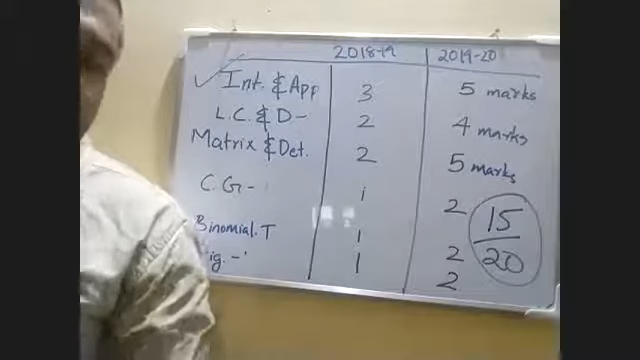 2018-19 2019-20
✓ Int. & App 3 5 marks
L.C. & D- 2 4 marks
Matrix & Det. 2 5 marks
C.G- 1 2
15
20
Binomial.T 1 2
ig.- 1 2